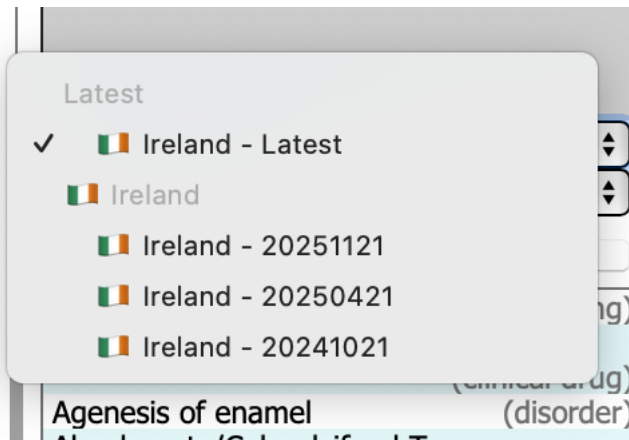 Latest
✓ 🇮🇪 Ireland - Latest
🇮🇪 Ireland
🇮🇪 Ireland - 20251121
🇮🇪 Ireland - 20250421
🇮🇪 Ireland - 20241021
(clinical drug)
Agenesis of enamel (disorder)